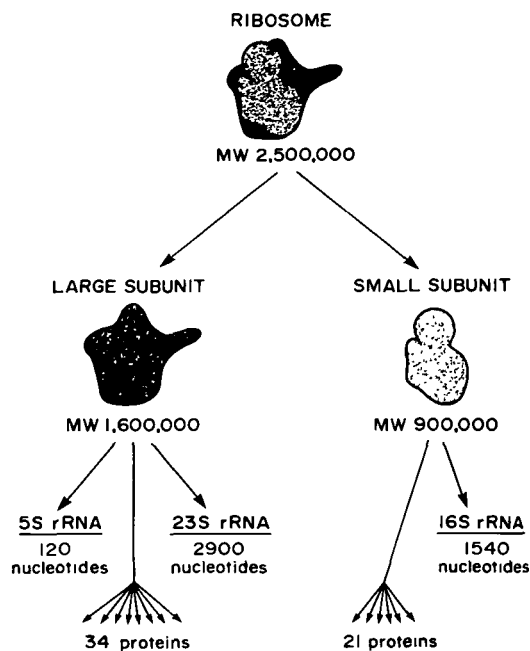 RIBOSOME
MW 2,500,000
LARGE SUBUNIT
MW 1,600,000
SMALL SUBUNIT
MW 900,000
5S rRNA
120
nucleotides
23S rRNA
2900
nucleotides
16S rRNA
1540
nucleotides
34 proteins
21 proteins